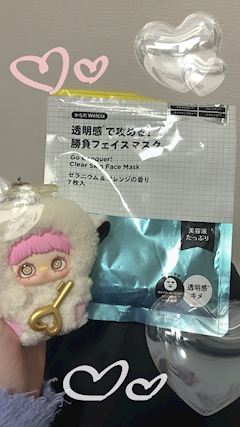 からだWelcia
透明感*で攻める!
勝負フェイスマスク
Go Conquer!
Clear Skin Face Mask
ゼラニウム&オレンジの香り
7枚入
美容液
たっぷり
透明感*
キメ